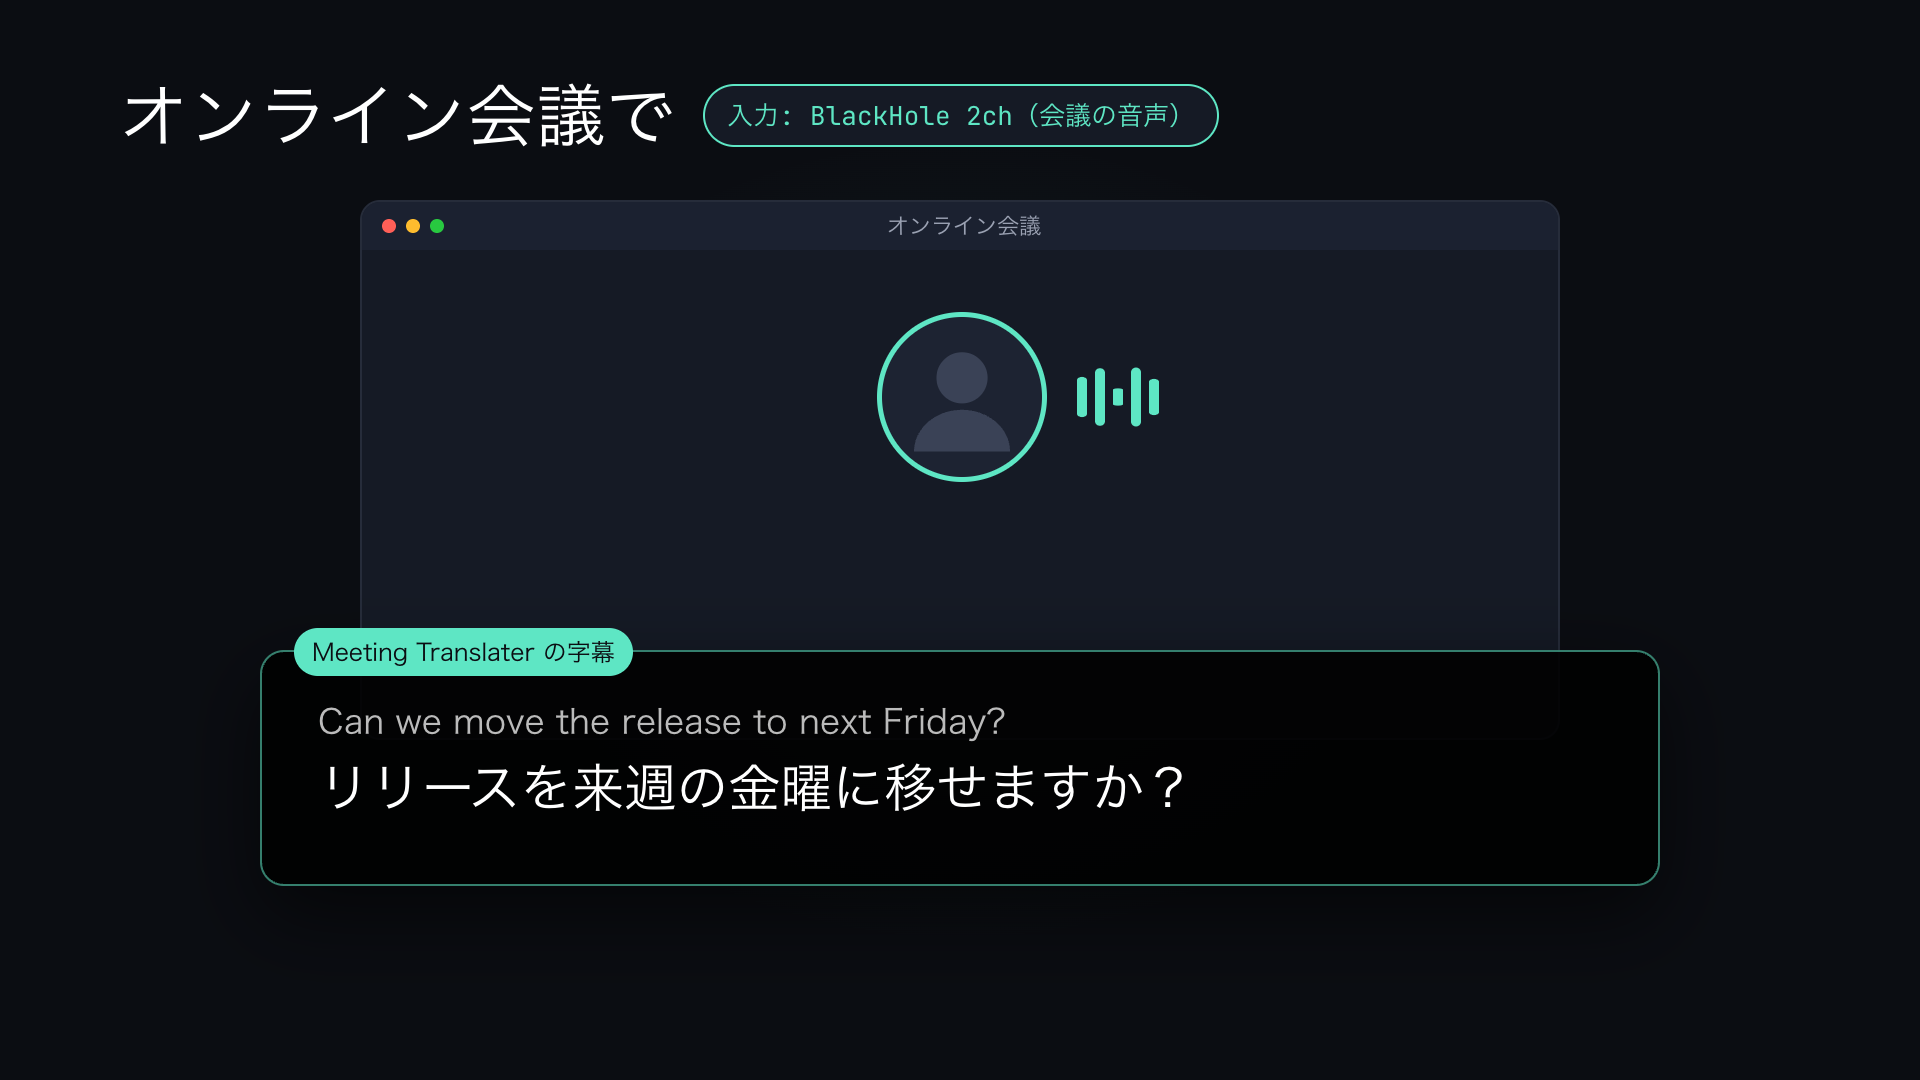 オンライン会議で
入力: BlackHole 2ch（会議の音声）
オンライン会議
Meeting Translater の字幕
Can we move the release to next Friday?
リリースを来週の金曜に移せますか？